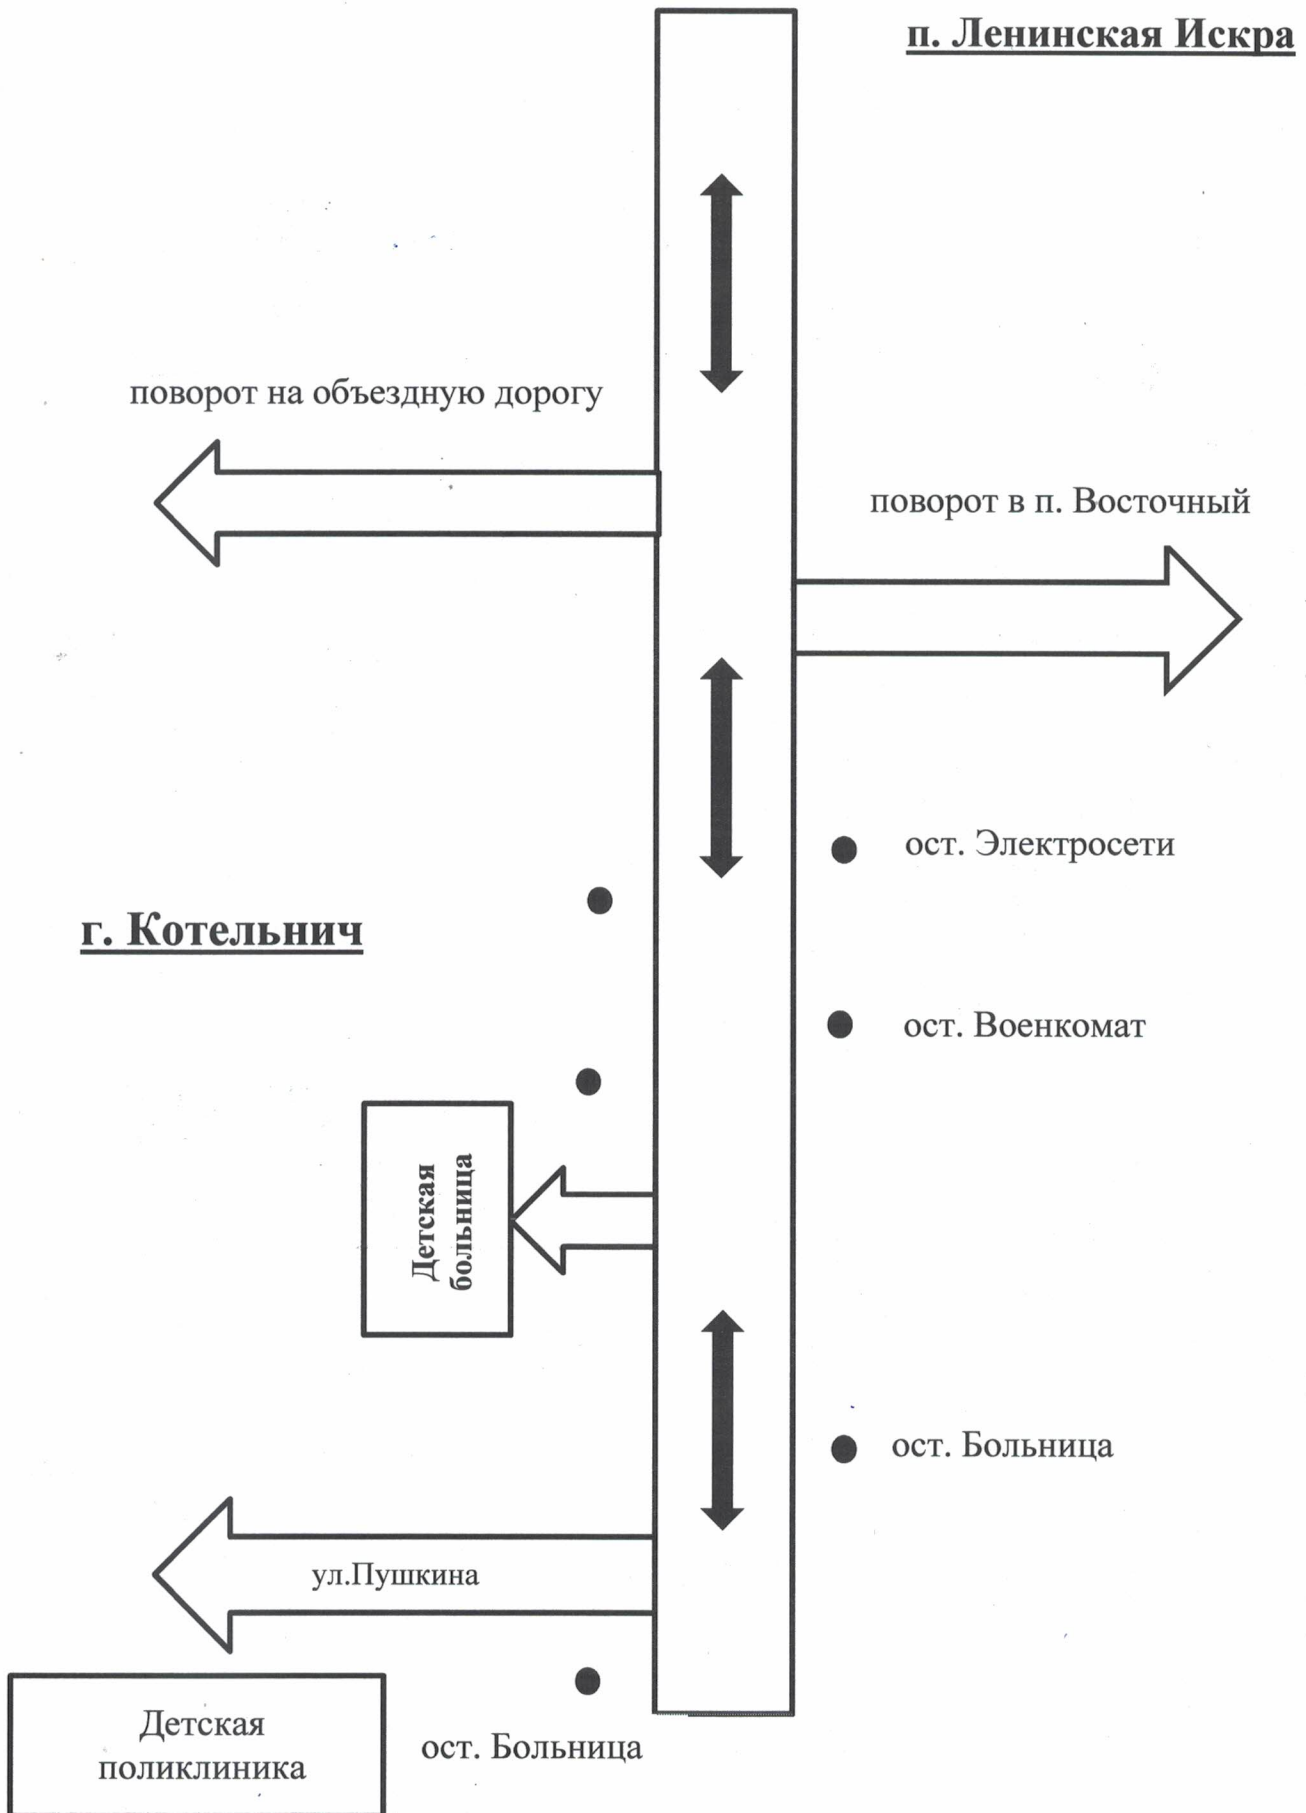 п. Ленинская Искра
поворот на объездную дорогу
поворот в п. Восточный
ост. Электросети
г. Котельнич
ост. Военкомат
Детская
больница
ост. Больница
ул.Пушкина
Детская
поликлиника
ост. Больница